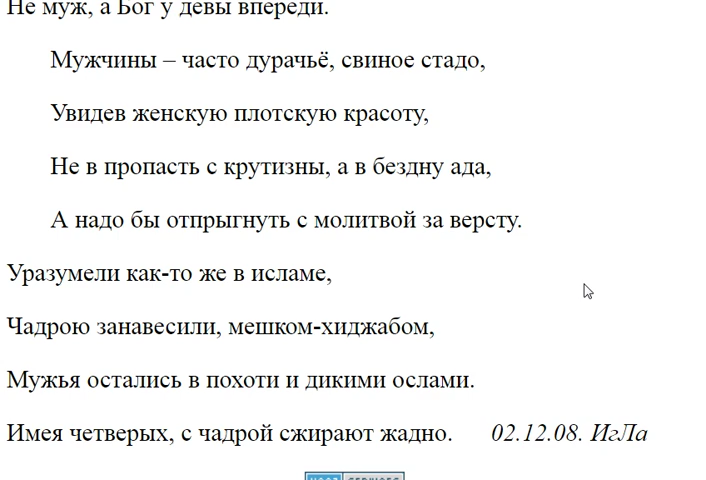 Не муж, а Бог у девы впереди.
Мужчины – часто дурачьё, свиное стадо,
Увидев женскую плотскую красоту,
Не в пропасть с крутизны, а в бездну ада,
А надо бы отпрыгнуть с молитвой за версту.
Уразумели как-то же в исламе,
Чадрою занавесили, мешком-хиджабом,
Мужья остались в похоти и дикими ослами.
Имея четверых, с чадрой сжирают жадно. 02.12.08. ИгЛа